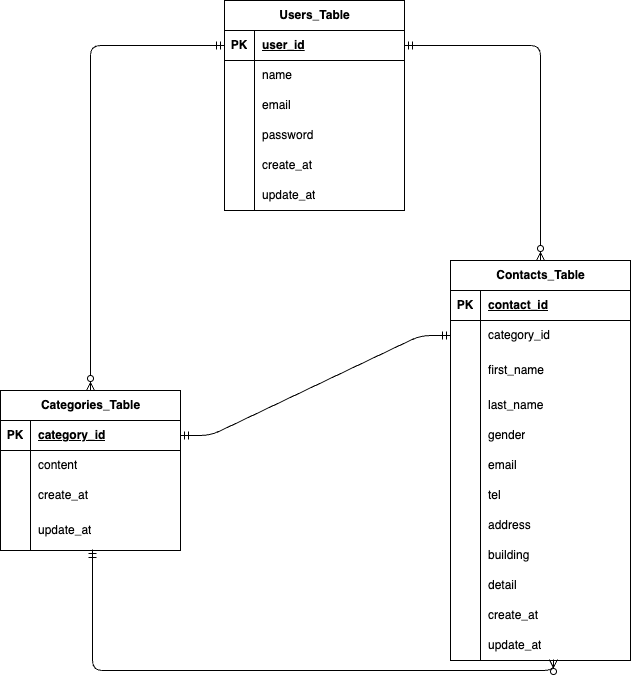 Users_Table
PK user_id
name
email
password
create_at
update_at
Contacts_Table
PK contact_id
category_id
first_name
last_name
gender
email
tel
address
building
detail
create_at
update_at
Categories_Table
PK category_id
content
create_at
update_at